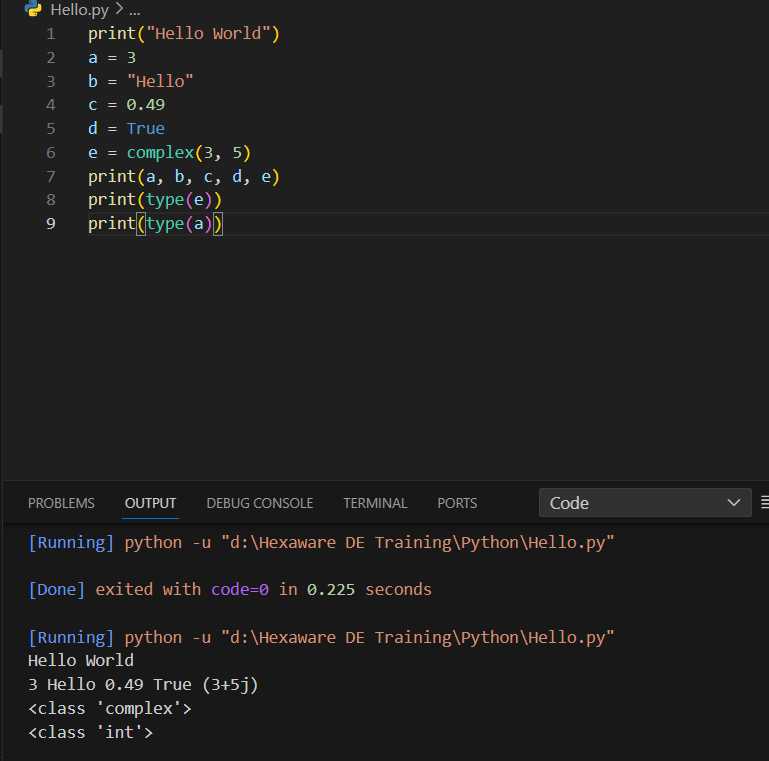 Hello.py > ...
1 print("Hello World")
2 a = 3
3 b = "Hello"
4 c = 0.49
5 d = True
6 e = complex(3, 5)
7 print(a, b, c, d, e)
8 print(type(e))
9 print(type(a))
PROBLEMS OUTPUT DEBUG CONSOLE TERMINAL PORTS Code
[Running] python -u "d:\Hexaware DE Training\Python\Hello.py"
[Done] exited with code=0 in 0.225 seconds
[Running] python -u "d:\Hexaware DE Training\Python\Hello.py"
Hello World
3 Hello 0.49 True (3+5j)
<class 'complex'>
<class 'int'>